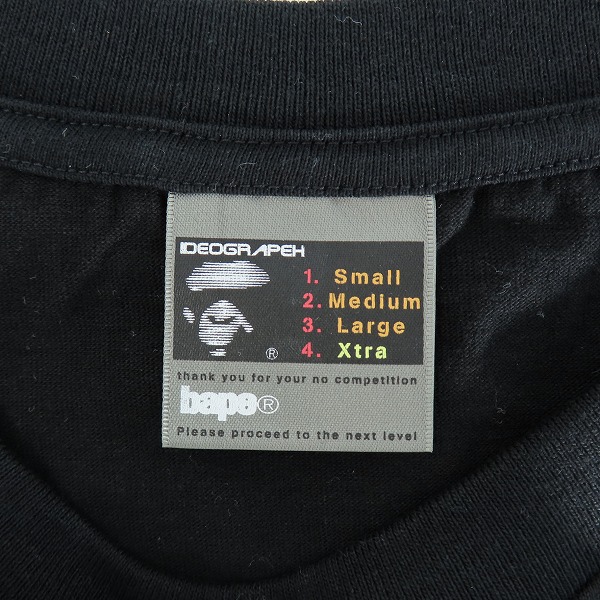 IDEOGRAPEH
1. Small
2. Medium
3. Large
4. Xtra
®
thank you for your no competition
bape®
Please proceed to the next level